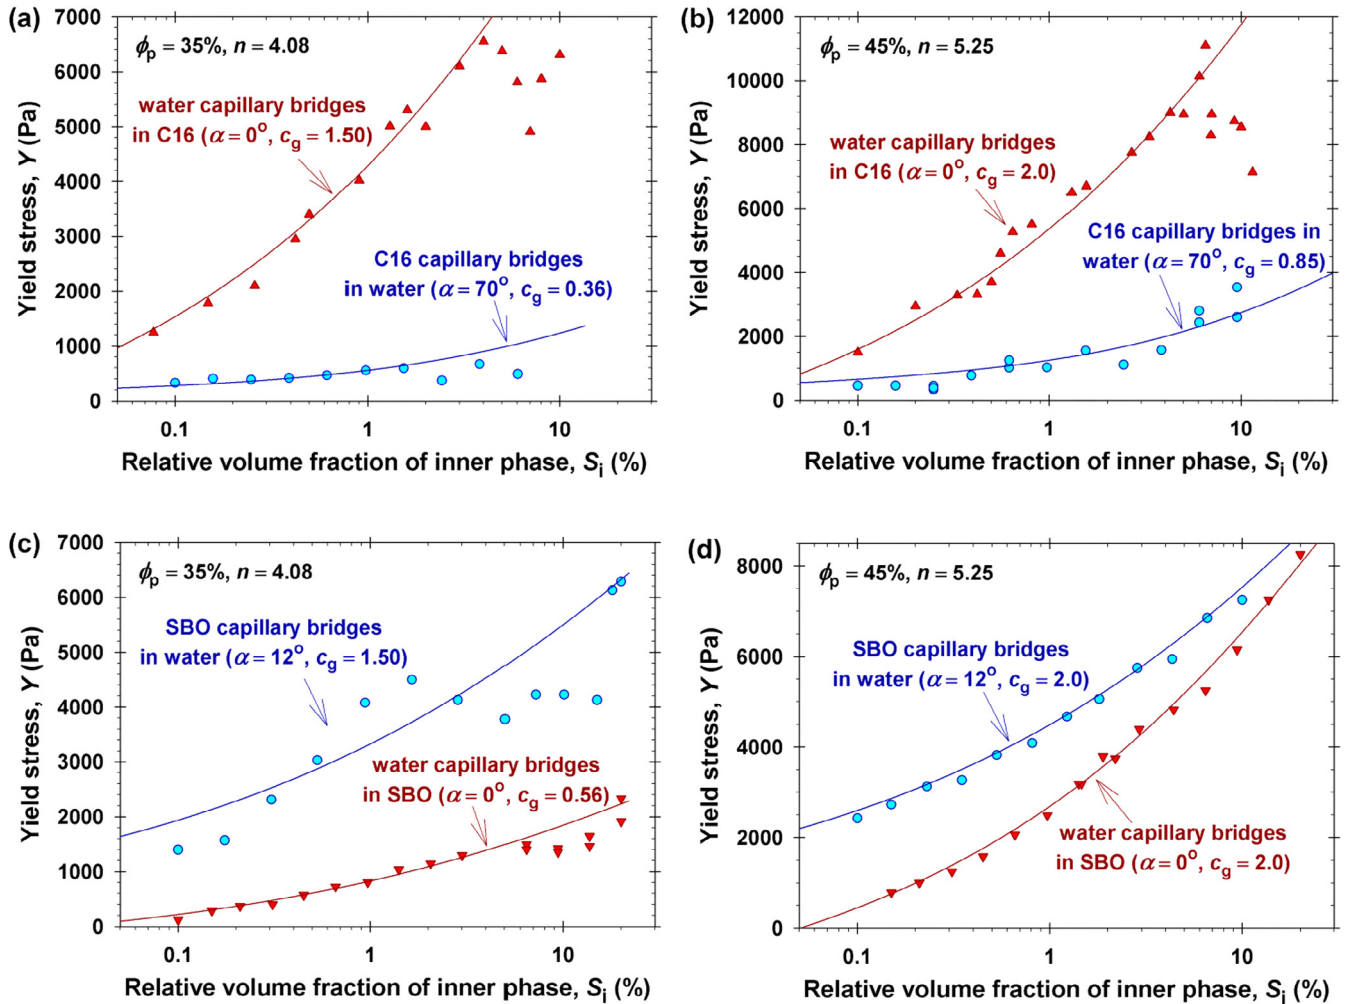 (a)
7000
6000
5000
4000
3000
2000
1000
0
Yield stress, Y (Pa)
ϕp = 35%, n = 4.08
water capillary bridges
in C16 (α = 0°, cg = 1.50)
C16 capillary bridges
in water (α = 70°, cg = 0.36)
0.1 1 10
Relative volume fraction of inner phase, Si (%)
(b)
12000
10000
8000
6000
4000
2000
0
Yield stress, Y (Pa)
ϕp = 45%, n = 5.25
water capillary bridges
in C16 (α = 0°, cg = 2.0)
C16 capillary bridges in
water (α = 70°, cg = 0.85)
0.1 1 10
Relative volume fraction of inner phase, Si (%)
(c)
7000
6000
5000
4000
3000
2000
1000
0
Yield stress, Y (Pa)
ϕp = 35%, n = 4.08
SBO capillary bridges
in water (α = 12°, cg = 1.50)
water capillary bridges
in SBO (α = 0°, cg = 0.56)
0.1 1 10
Relative volume fraction of inner phase, Si (%)
(d)
8000
6000
4000
2000
0
Yield stress, Y (Pa)
ϕp = 45%, n = 5.25
SBO capillary bridges
in water (α = 12°, cg = 2.0)
water capillary bridges
in SBO (α = 0°, cg = 2.0)
0.1 1 10
Relative volume fraction of inner phase, Si (%)